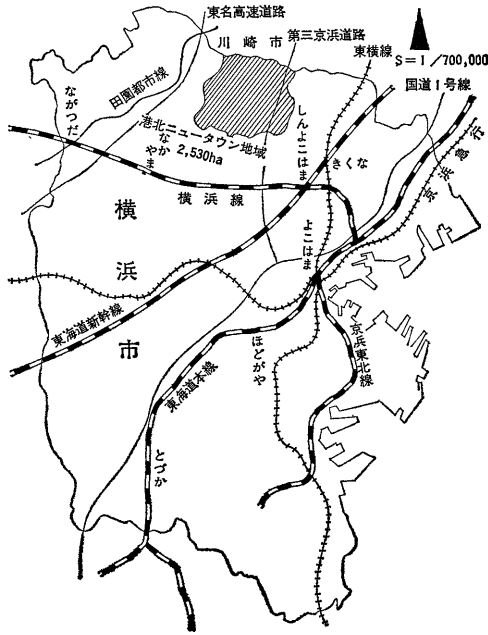 東名高速道路
川崎市
第三京浜道路
東横線
S=1/700,000
国道1号線
京浜急行
田園都市線
ながつだ
港北ニュータウン地域
2,530ha
なかやま
しんよこはま
きくな
横浜線
横浜市
よこはま
東海道新幹線
京浜東北線
ほどがや
東海道本線
とづか